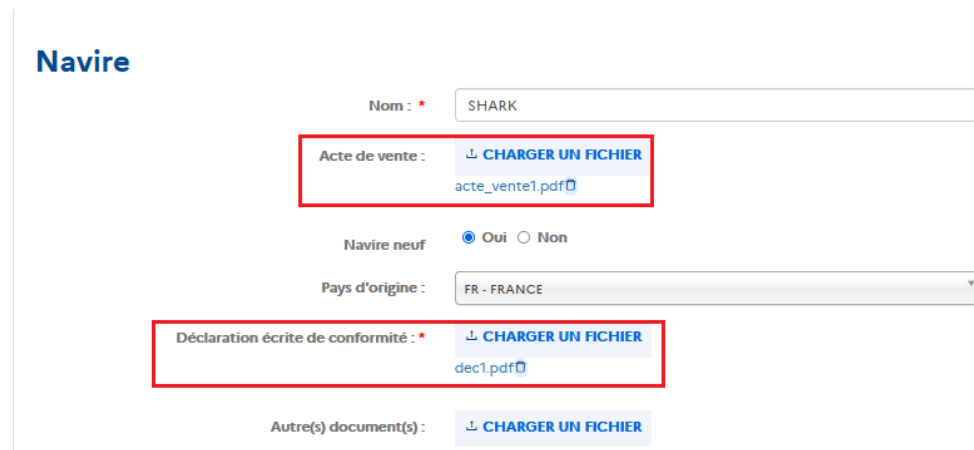 Navire
Nom : * SHARK
Acte de vente : CHARGER UN FICHIER
acte_vente1.pdf
Navire neuf Oui Non
Pays d'origine : FR - FRANCE
Déclaration écrite de conformité : * CHARGER UN FICHIER
dec1.pdf
Autre(s) document(s) : CHARGER UN FICHIER